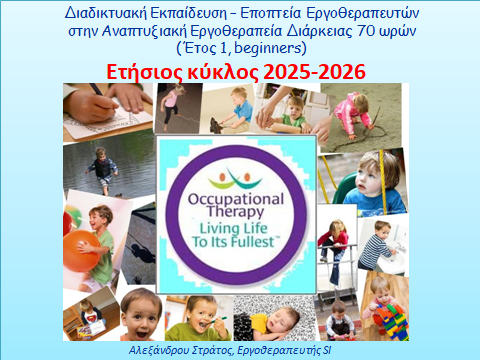 Διαδικτυακή Εκπαίδευση – Εποπτεία Εργοθεραπευτών
στην Αναπτυξιακή Εργοθεραπεία Διάρκειας 70 ωρών
(Έτος 1, beginners)
Ετήσιος κύκλος 2025-2026
Occupational
Therapy
Living Life
To Its Fullest™
Αλεξάνδρου Στράτος, Εργοθεραπευτής SI